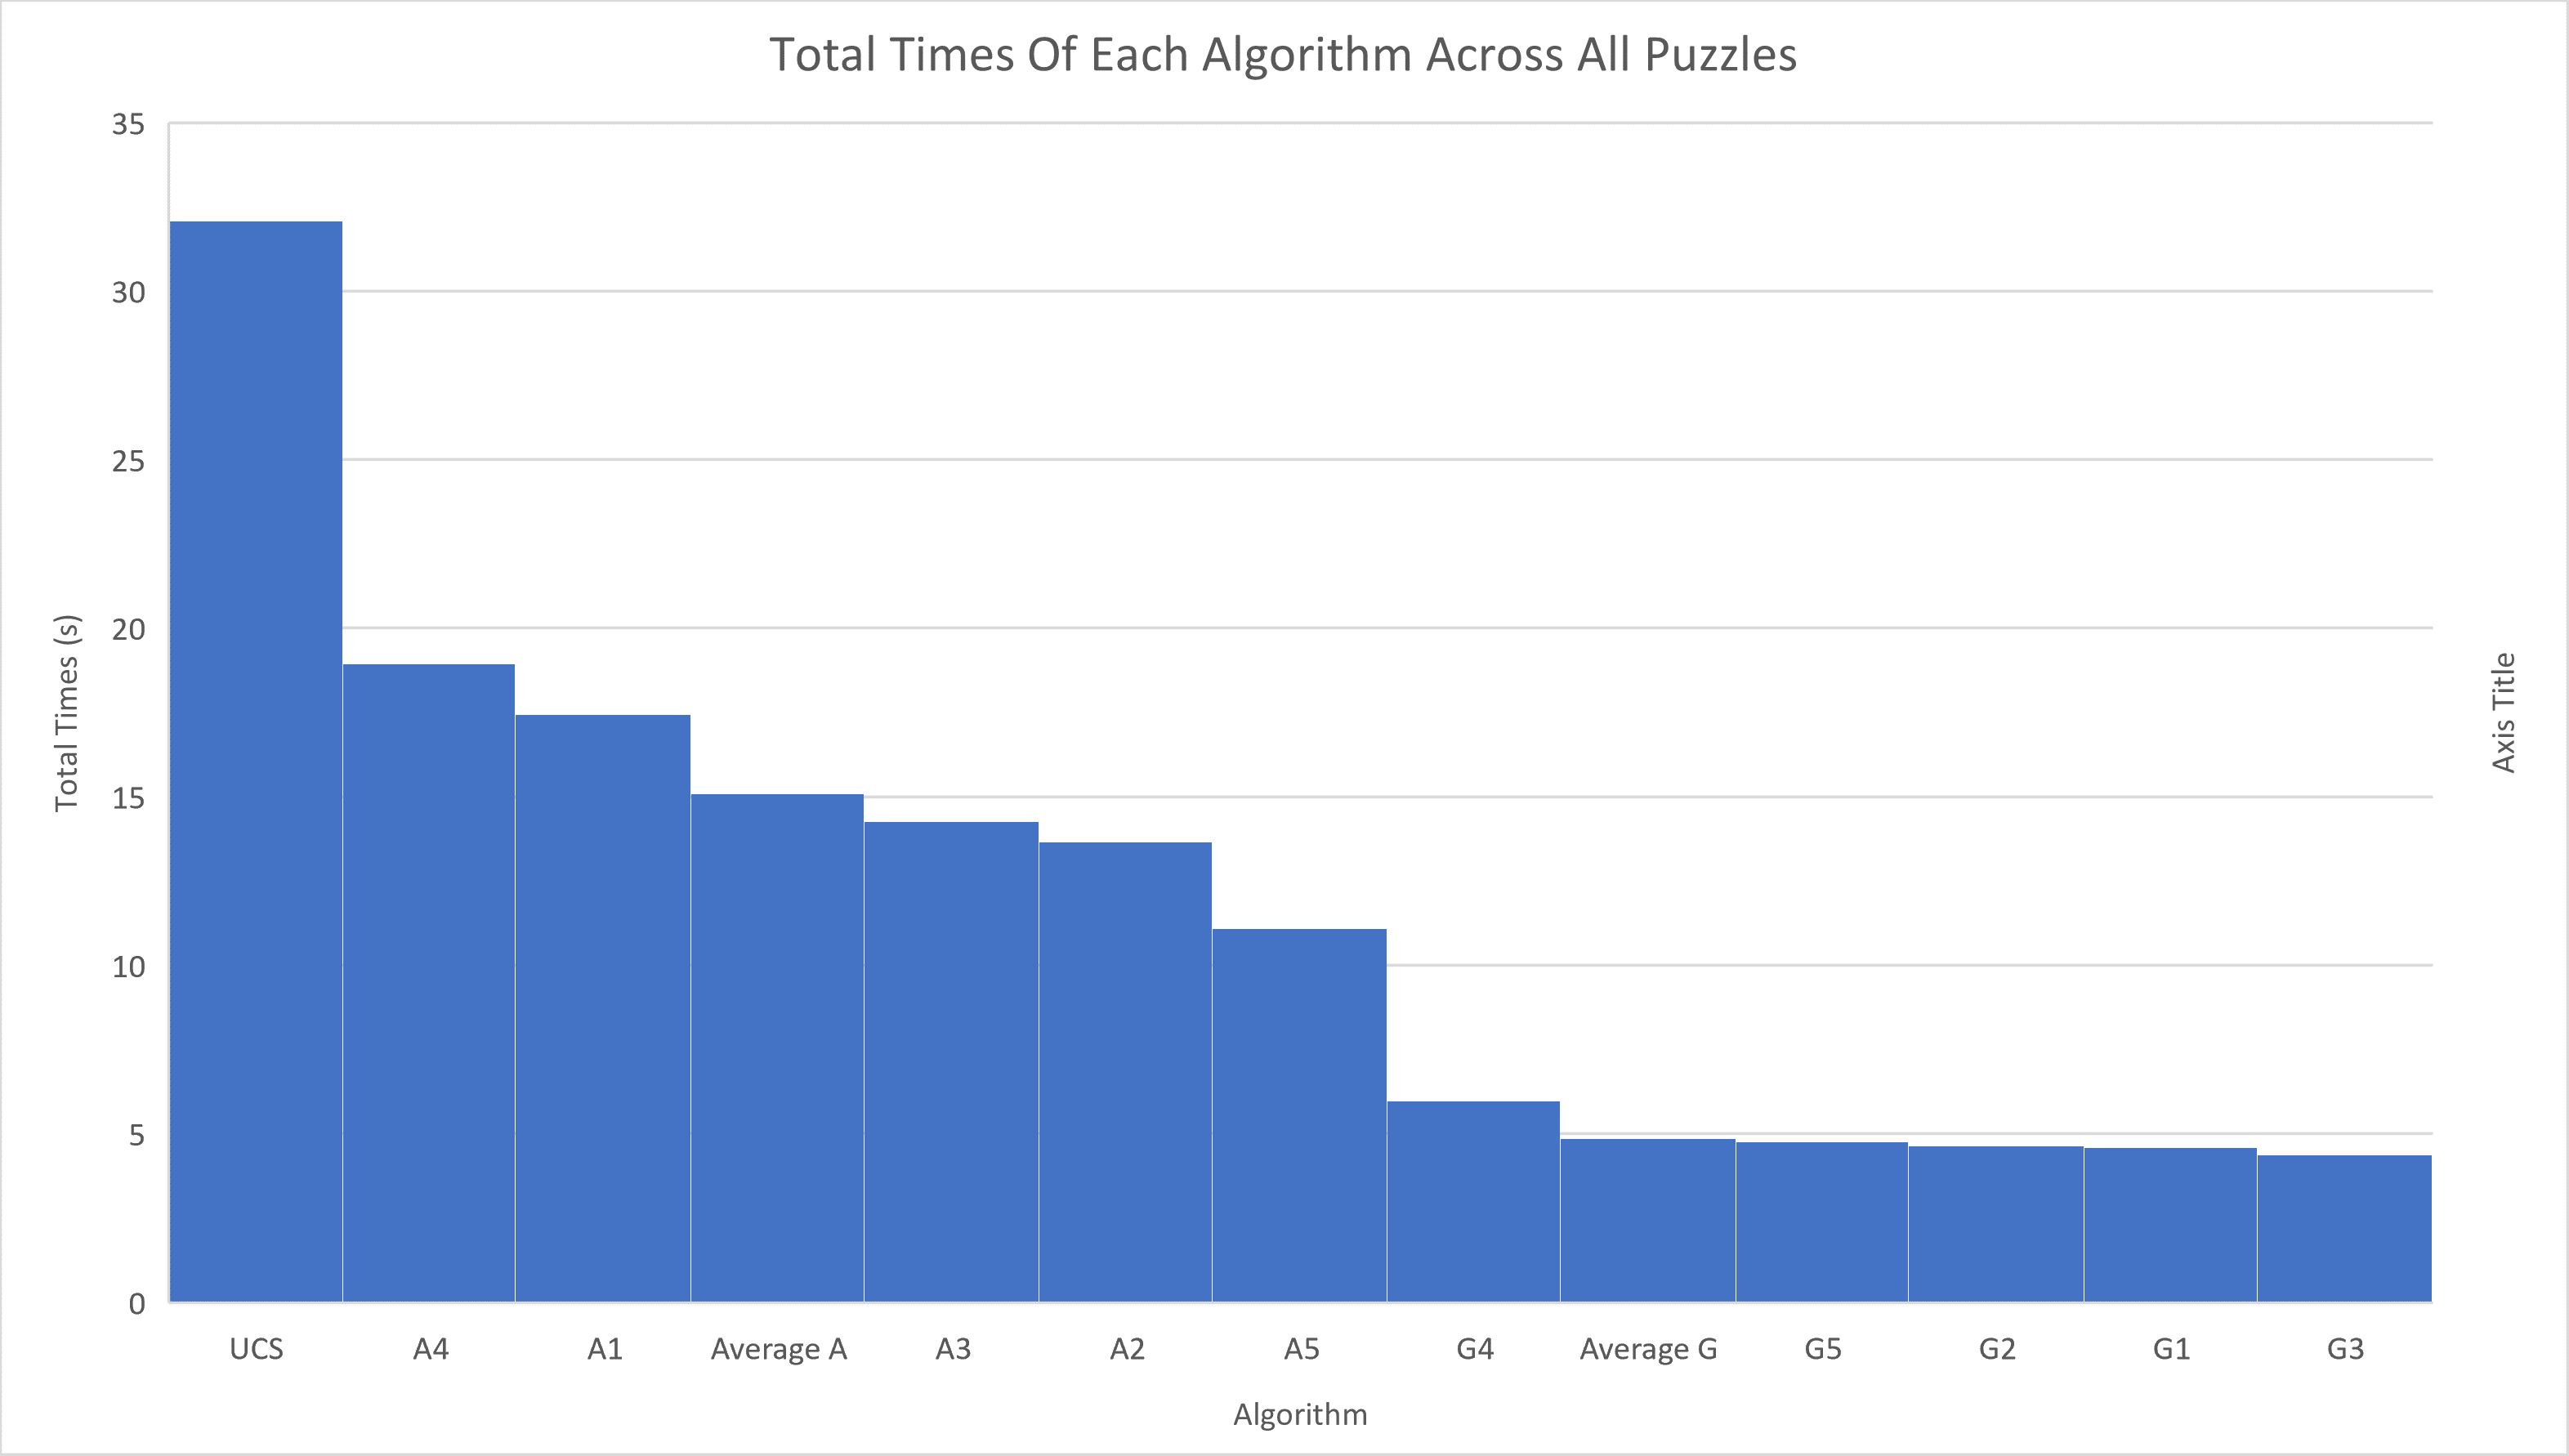 Total Times Of Each Algorithm Across All Puzzles
35
30
25
20
15
10
5
0
Total Times (s)
Axis Title
UCS A4 A1 Average A A3 A2 A5 G4 Average G G5 G2 G1 G3
Algorithm